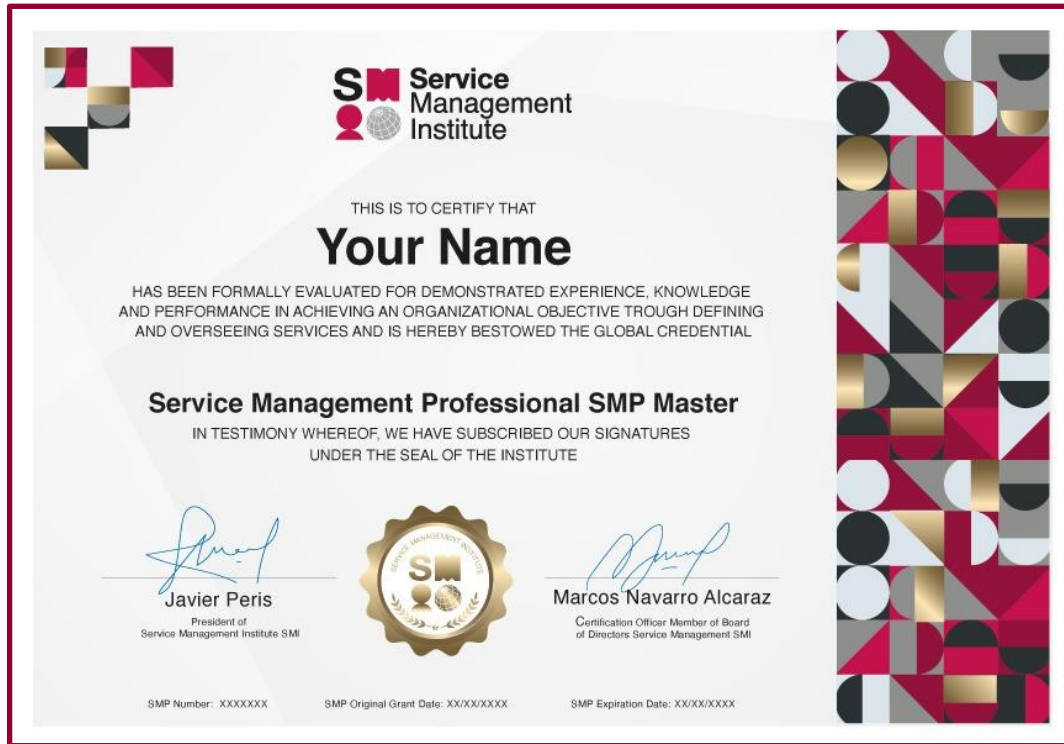 Service
Management
Institute
THIS IS TO CERTIFY THAT
Your Name
HAS BEEN FORMALLY EVALUATED FOR DEMONSTRATED EXPERIENCE, KNOWLEDGE
AND PERFORMANCE IN ACHIEVING AN ORGANIZATIONAL OBJECTIVE TROUGH DEFINING
AND OVERSEEING SERVICES AND IS HEREBY BESTOWED THE GLOBAL CREDENTIAL
Service Management Professional SMP Master
IN TESTIMONY WHEREOF, WE HAVE SUBSCRIBED OUR SIGNATURES
UNDER THE SEAL OF THE INSTITUTE
SERVICE MANAGEMENT INSTITUTE
SM
Javier Peris
President of
Service Management Institute SMI
Marcos Navarro Alcaraz
Certification Officer Member of Board
of Directors Service Management SMI
SMP Number: XXXXXXX
SMP Original Grant Date: XX/XX/XXXX
SMP Expiration Date: XX/XX/XXXX